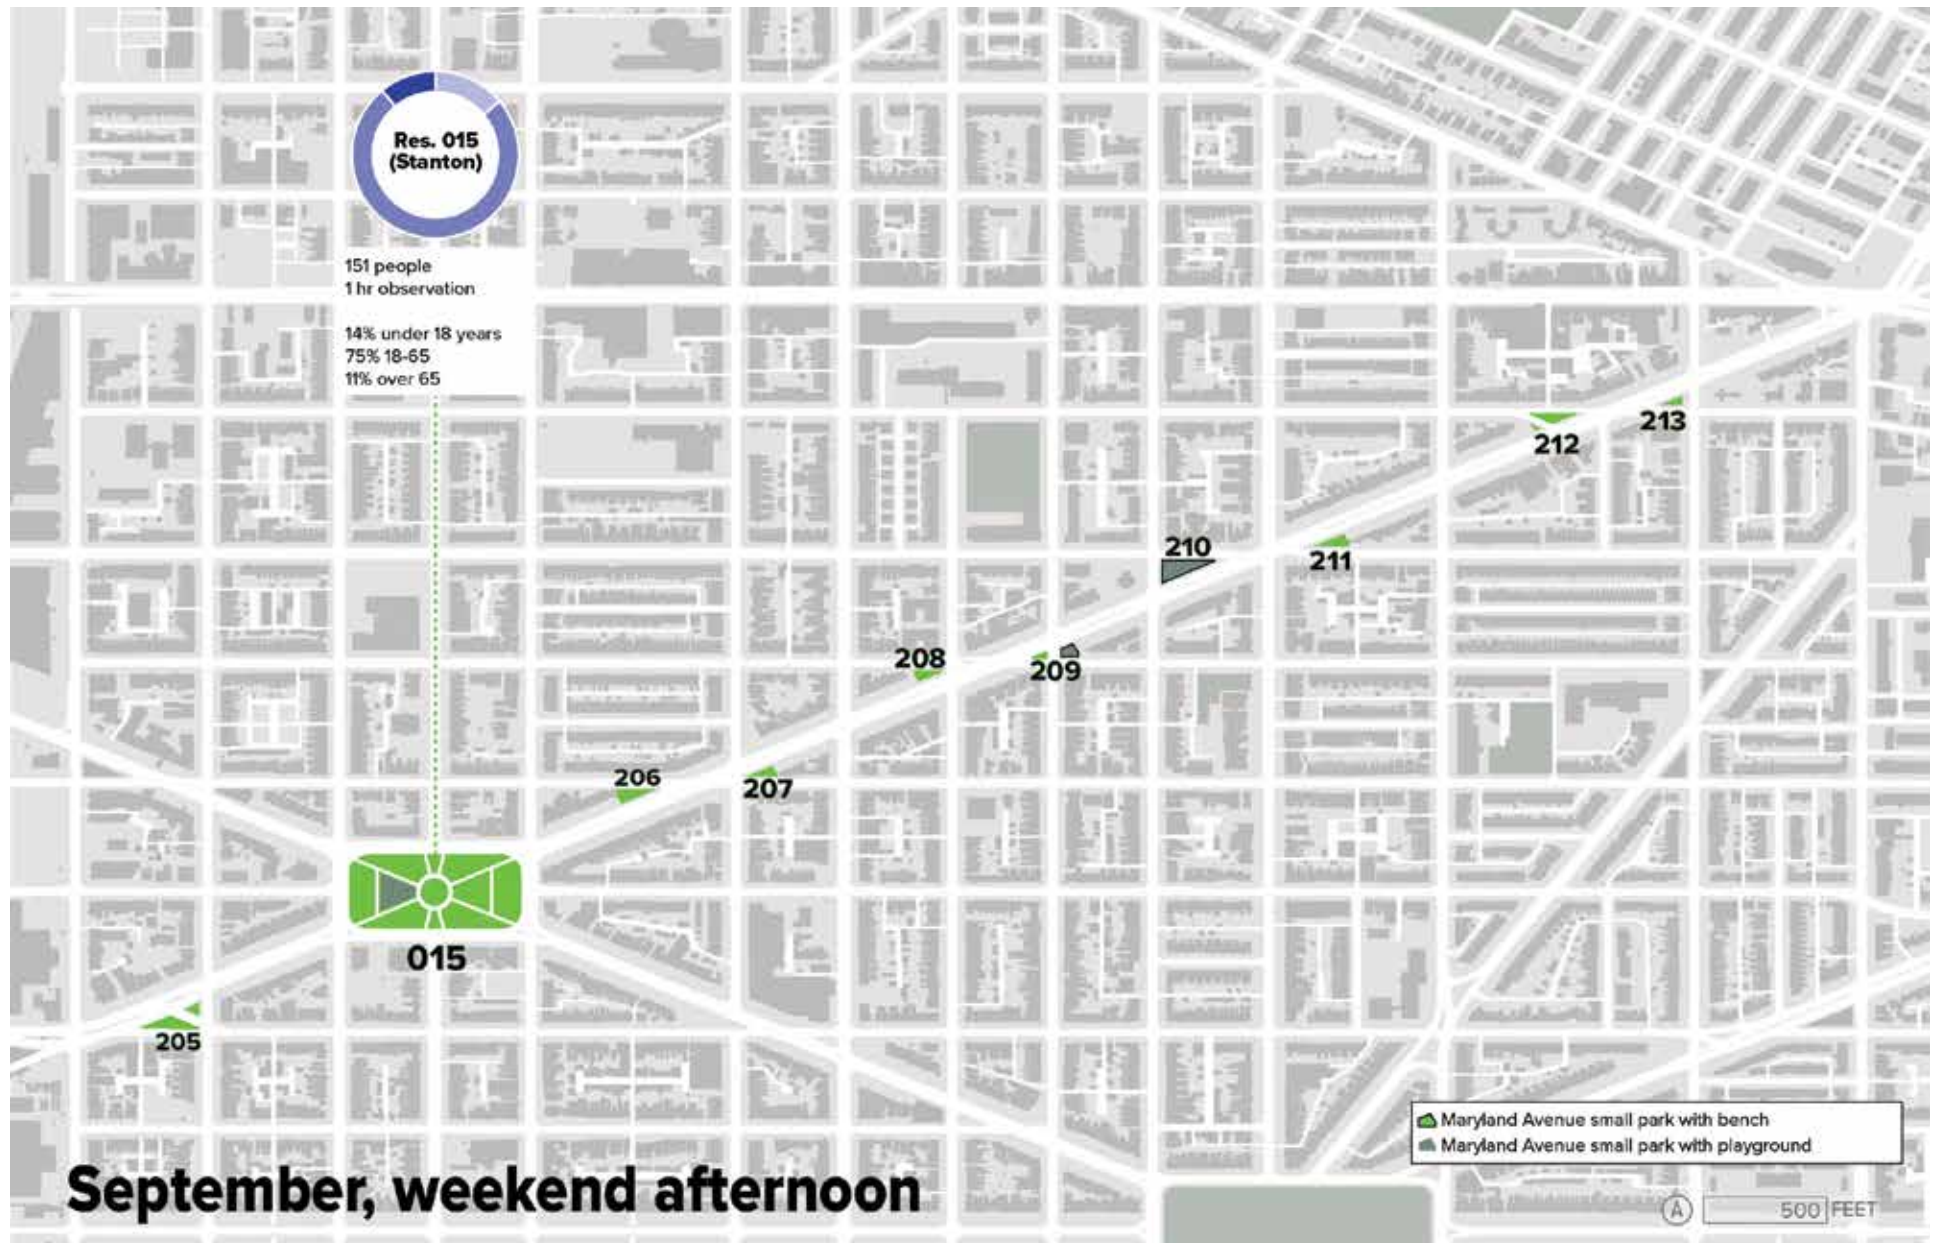 Res. 015
(Stanton)
151 people
1 hr observation
14% under 18 years
75% 18-65
11% over 65
213
212
210
211
208
209
206
207
015
205
Maryland Avenue small park with bench
Maryland Avenue small park with playground
September, weekend afternoon
A
500 FEET